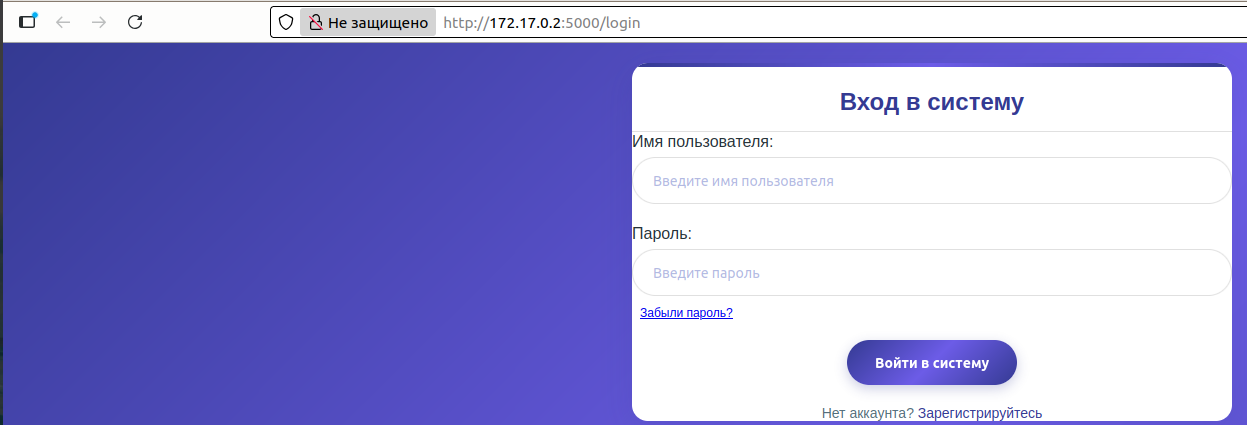 Не защищено http://172.17.0.2:5000/login
Вход в систему
Имя пользователя:
Введите имя пользователя
Пароль:
Введите пароль
Забыли пароль?
Войти в систему
Нет аккаунта? Зарегистрируйтесь